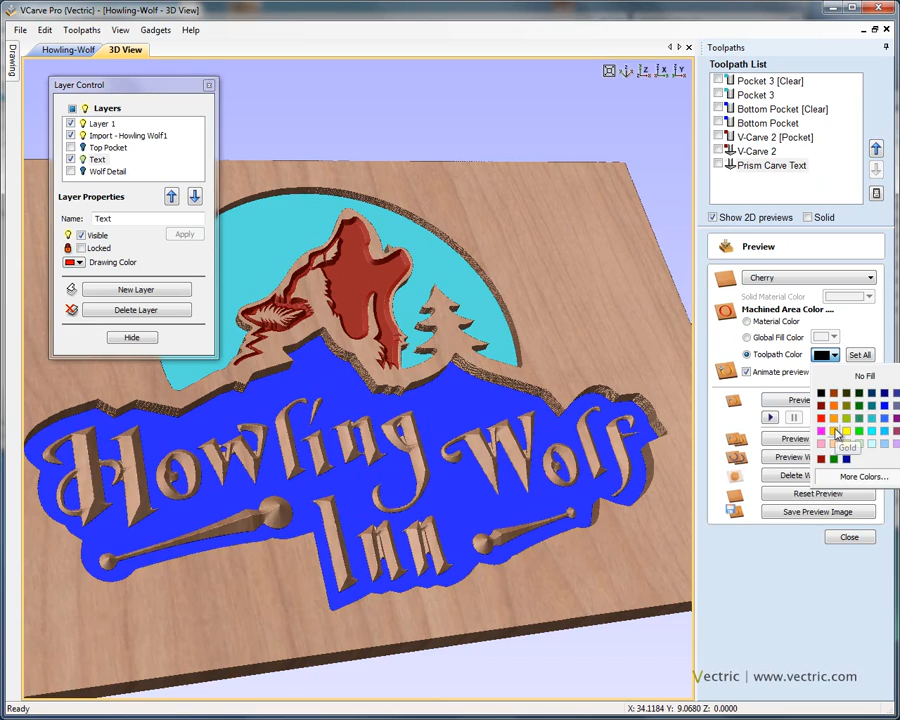 VCarve Pro {Vectric} - [Howling-Wolf - 3D View]
File Edit Toolpaths View Gadgets Help
Drawing
Howling-Wolf
3D View
Z X Y
Layer Control
Layers
Layer 1
Import - Howling Wolf1
Top Pocket
Text
Wolf Detail
Layer Properties
Name: Text
Visible
Apply
Locked
Drawing Color
New Layer
Delete Layer
Hide
Howling Wolf
Inn
Toolpaths
Toolpath List
Pocket 3 [Clear]
Pocket 3
Bottom Pocket [Clear]
Bottom Pocket
V-Carve 2 [Pocket]
V-Carve 2
Prism Carve Text
Show 2D previews
Solid
Preview
Cherry
Solid Material Color
Machined Area Color ....
Material Color
Global Fill Color
Toolpath Color
Set All
Animate preview
No Fill
Gold
More Colors...
Reset Preview
Save Preview Image
Close
Vectric | www.vectric.com
Ready
X: 34.1184 Y: 9.0680 Z: 0.0000